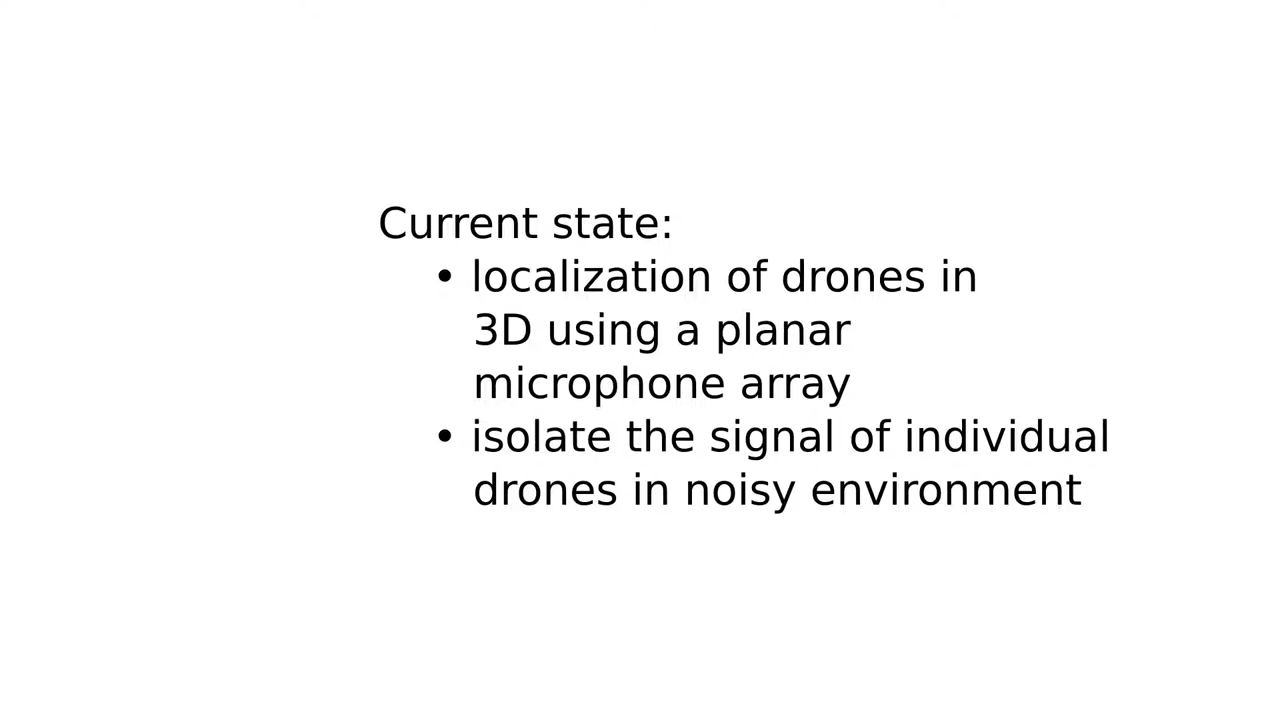 Current state:
• localization of drones in
3D using a planar
microphone array
• isolate the signal of individual
drones in noisy environment